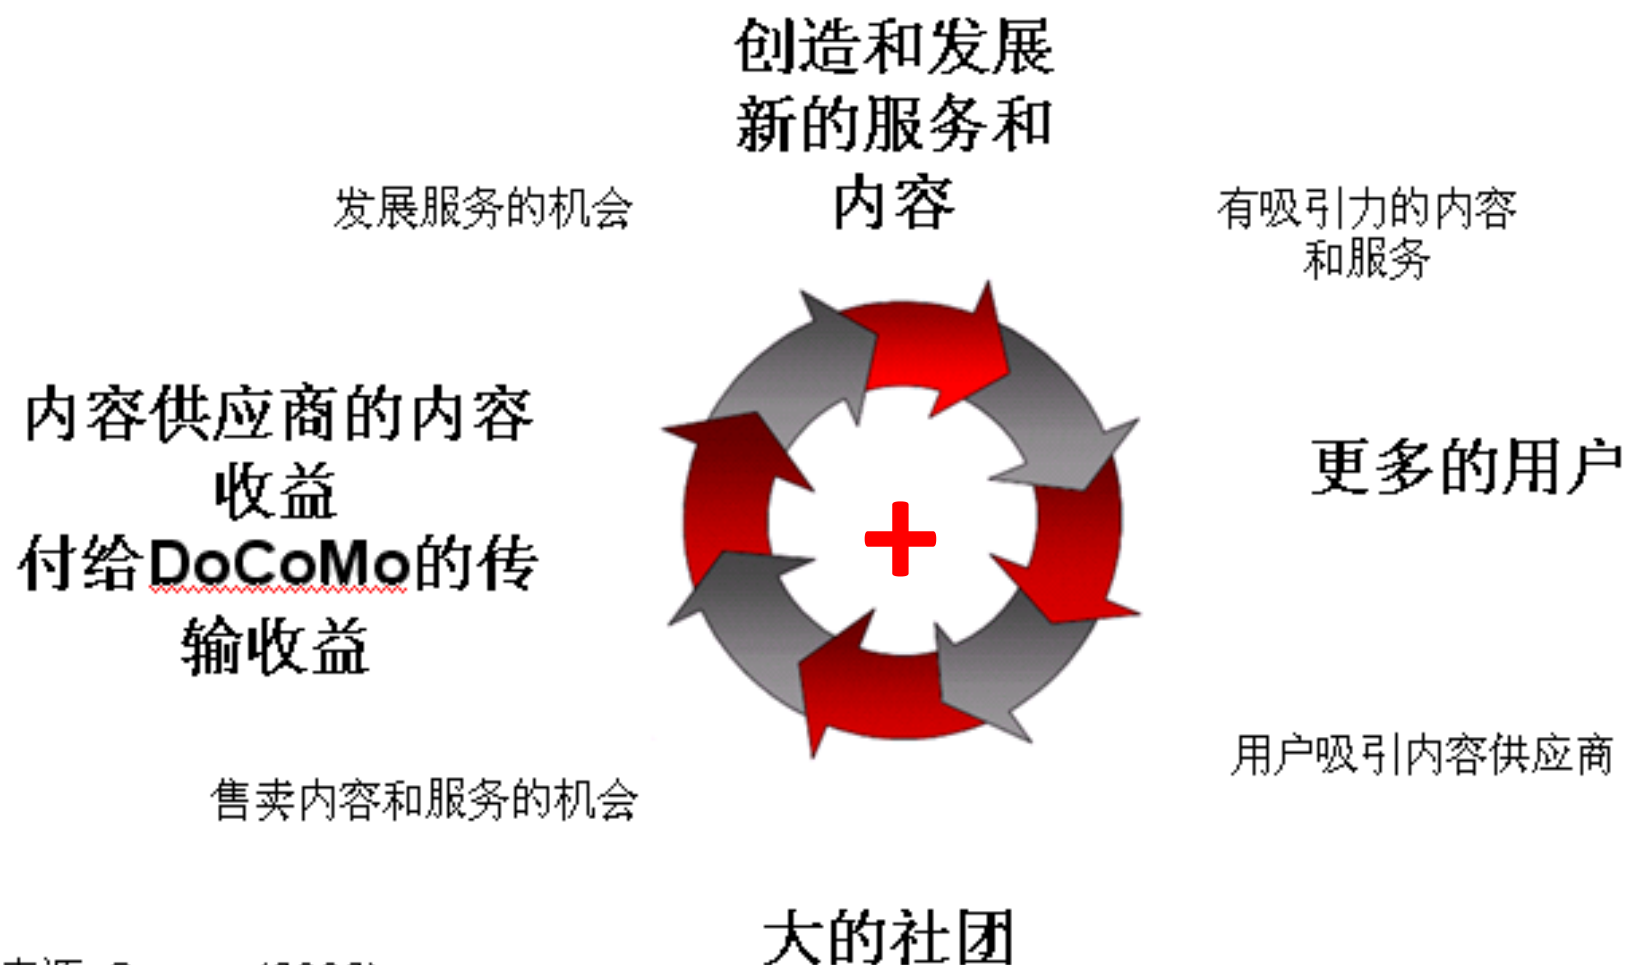 创造和发展
新的服务和
内容
发展服务的机会
有吸引力的内容
和服务
内容供应商的内容
收益
付给DoCoMo的传
输收益
更多的用户
+
用户吸引内容供应商
售卖内容和服务的机会
大的社团